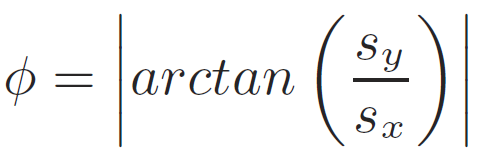 ϕ = |arctan(s_y/s_x)|